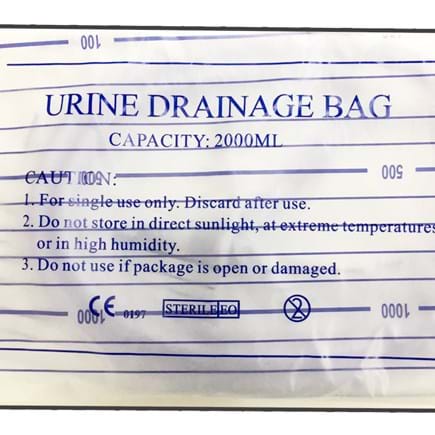 100
URINE DRAINAGE BAG
CAPACITY: 2000ML
CAUTION:
500
500
1. For single use only. Discard after use.
2. Do not store in direct sunlight, at extreme temperatures
or in high humidity.
3. Do not use if package is open or damaged.
1000
CE 0197 STERILE EO 2
1000